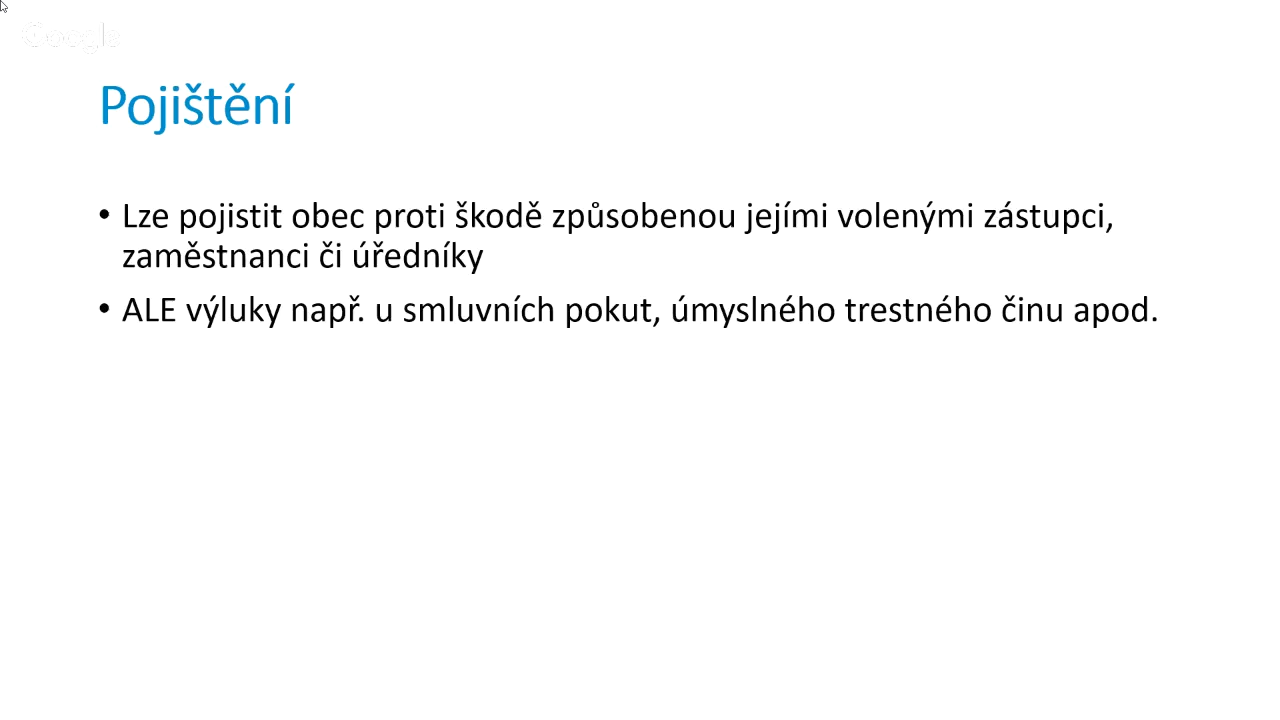 Google
Pojištění
• Lze pojistit obec proti škodě způsobenou jejími volenými zástupci,
zaměstnanci či úředníky
• ALE výluky např. u smluvních pokut, úmyslného trestného činu apod.